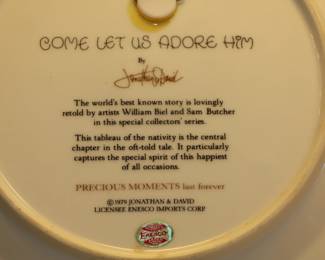 COME LET US ADORE HIM
By
Jonathan & David
The world's best known story is lovingly
retold by artists William Biel and Sam Butcher
in this special collectors' series.
This tableau of the nativity is the central
chapter in the oft-told tale. It particularly
captures the special spirit of this happiest
of all occasions.
PRECIOUS MOMENTS last forever
© 1979 JONATHAN & DAVID
LICENSEE ENESCO IMPORTS CORP.
ENESCO